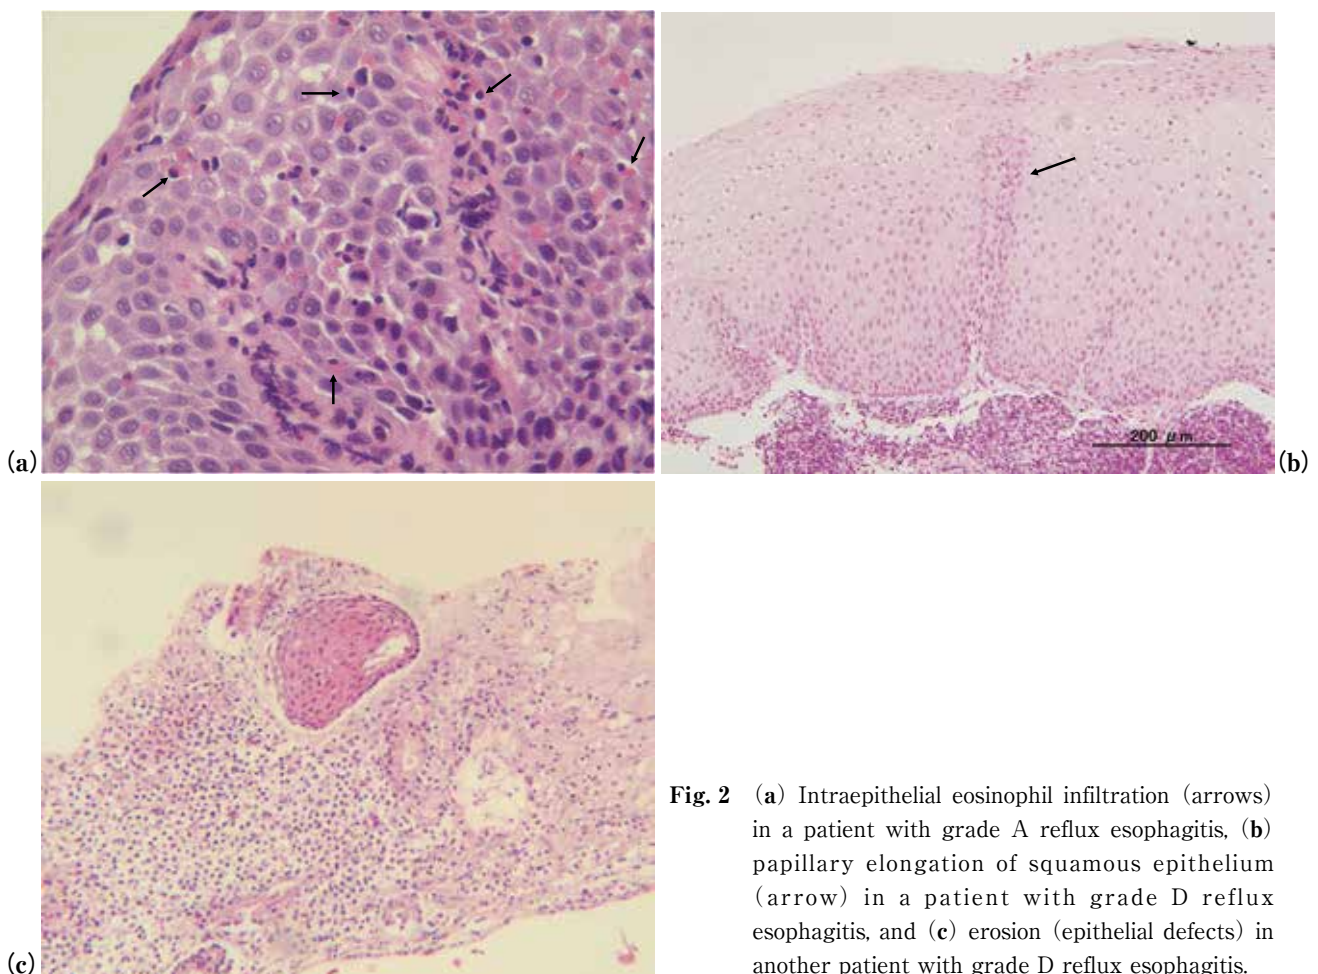 (a)
200 μm
(b)
(c)
Fig. 2 (a) Intraepithelial eosinophil infiltration (arrows)
in a patient with grade A reflux esophagitis, (b)
papillary elongation of squamous epithelium
(arrow) in a patient with grade D reflux
esophagitis, and (c) erosion (epithelial defects) in
another patient with grade D reflux esophagitis.